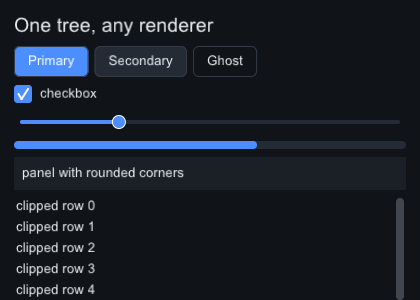 One tree, any renderer
Primary Secondary Ghost
checkbox
panel with rounded corners
clipped row 0
clipped row 1
clipped row 2
clipped row 3
clipped row 4